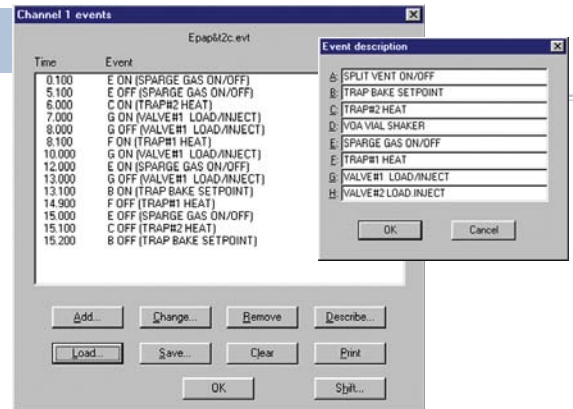 Channel 1 events
Epap&t2c.evt
Time Event
0.100 E ON (SPARGE GAS ON/OFF)
5.100 E OFF (SPARGE GAS ON/OFF)
6.000 C ON (TRAP#2 HEAT)
7.000 G ON (VALVE#1 LOAD/INJECT)
8.000 G OFF (VALVE#1 LOAD/INJECT)
8.100 F ON (TRAP#1 HEAT)
10.000 G ON (VALVE#1 LOAD/INJECT)
12.000 E ON (SPARGE GAS ON/OFF)
13.000 G OFF (VALVE#1 LOAD/INJECT)
13.100 B ON (TRAP BAKE SETPOINT)
14.900 F OFF (TRAP#1 HEAT)
15.000 E OFF (SPARGE GAS ON/OFF)
15.100 C OFF (TRAP#2 HEAT)
15.200 B OFF (TRAP BAKE SETPOINT)
Add... Change... Remove Describe...
Load... Save... Clear Print
OK Shift...
Event description
A: SPLIT VENT ON/OFF
B: TRAP BAKE SETPOINT
C: TRAP#2 HEAT
D: VOA VIAL SHAKER
E: SPARGE GAS ON/OFF
F: TRAP#1 HEAT
G: VALVE#1 LOAD/INJECT
H: VALVE#2 LOAD.INJECT
OK Cancel